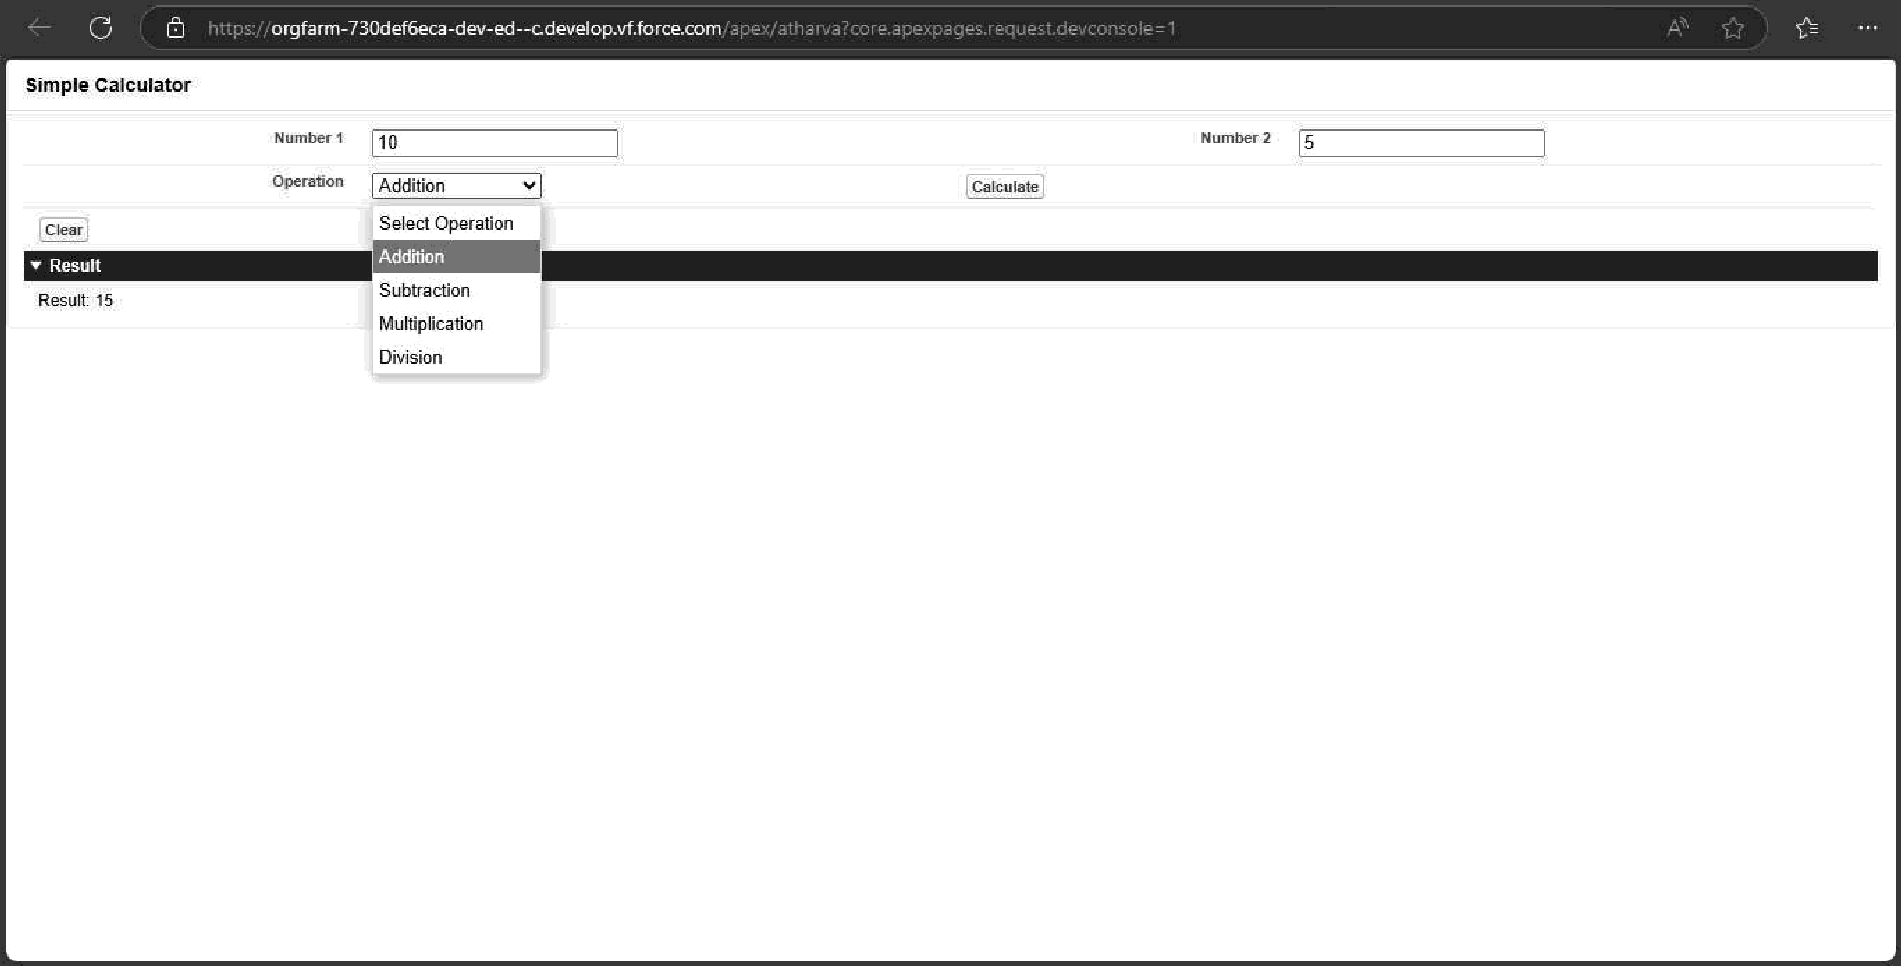 https://orgfarm-730def6eca-dev-ed--c.develop.vf.force.com/apex/atharva?core.apexpages.request.devconsole=1
Simple Calculator
Number 1 10 Number 2 5
Operation Addition Calculate
Select Operation
Clear
Addition
Result
Subtraction
Result: 15
Multiplication
Division